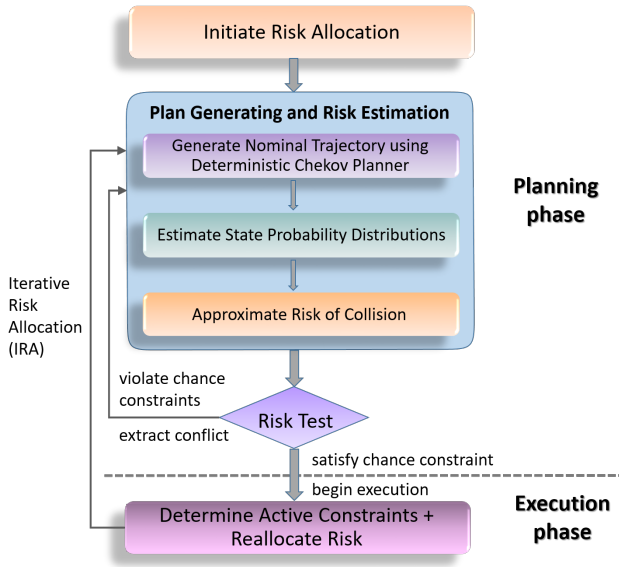 Initiate Risk Allocation
Plan Generating and Risk Estimation
Generate Nominal Trajectory using
Deterministic Chekov Planner
Planning
phase
Estimate State Probability Distributions
Iterative
Risk
Allocation
(IRA)
Approximate Risk of Collision
violate chance
constraints
Risk Test
extract conflict
satisfy chance constraint
begin execution
Execution
phase
Determine Active Constraints +
Reallocate Risk